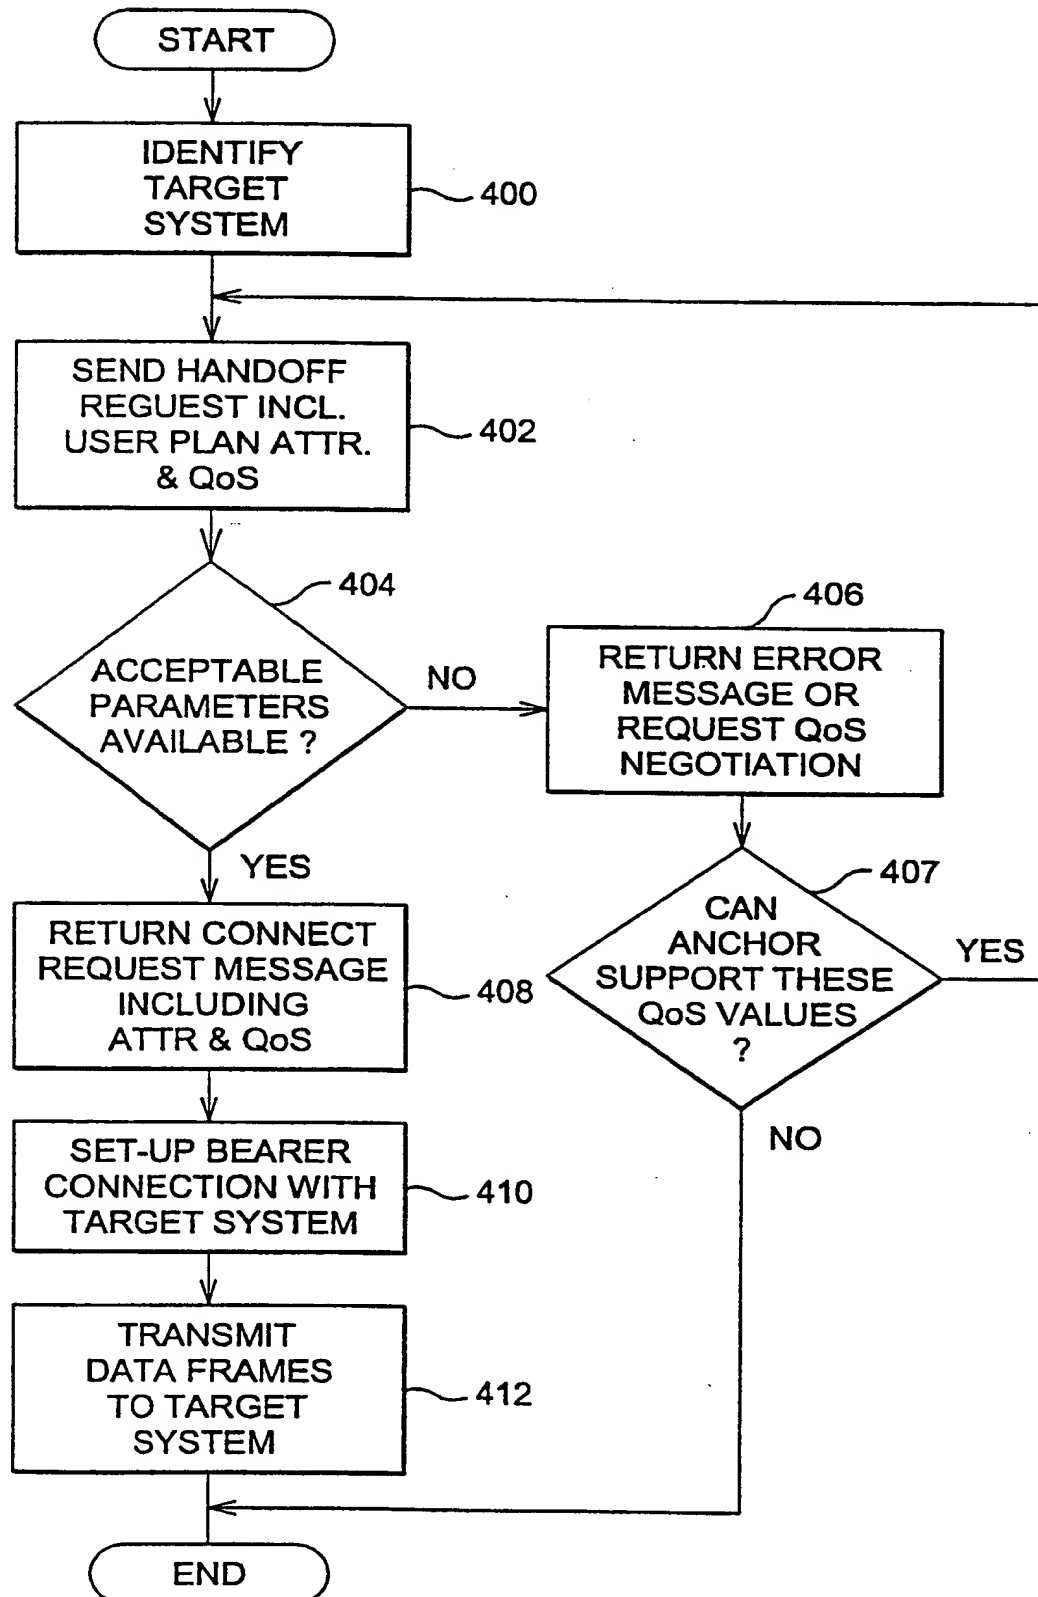 START
IDENTIFY
TARGET
SYSTEM
400
SEND HANDOFF
REGUEST INCL.
USER PLAN ATTR.
& QoS
402
404
ACCEPTABLE
PARAMETERS
AVAILABLE ?
NO
406
RETURN ERROR
MESSAGE OR
REQUEST QoS
NEGOTIATION
YES
407
CAN
ANCHOR
SUPPORT THESE
QoS VALUES
?
YES
NO
RETURN CONNECT
REQUEST MESSAGE
INCLUDING
ATTR & QoS
408
SET-UP BEARER
CONNECTION WITH
TARGET SYSTEM
410
TRANSMIT
DATA FRAMES
TO TARGET
SYSTEM
412
END